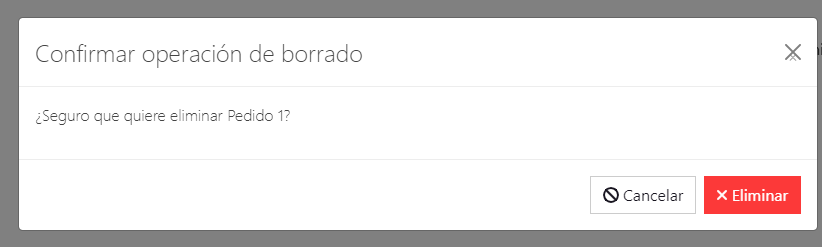 Confirmar operación de borrado
¿Seguro que quiere eliminar Pedido 1?
Cancelar
Eliminar